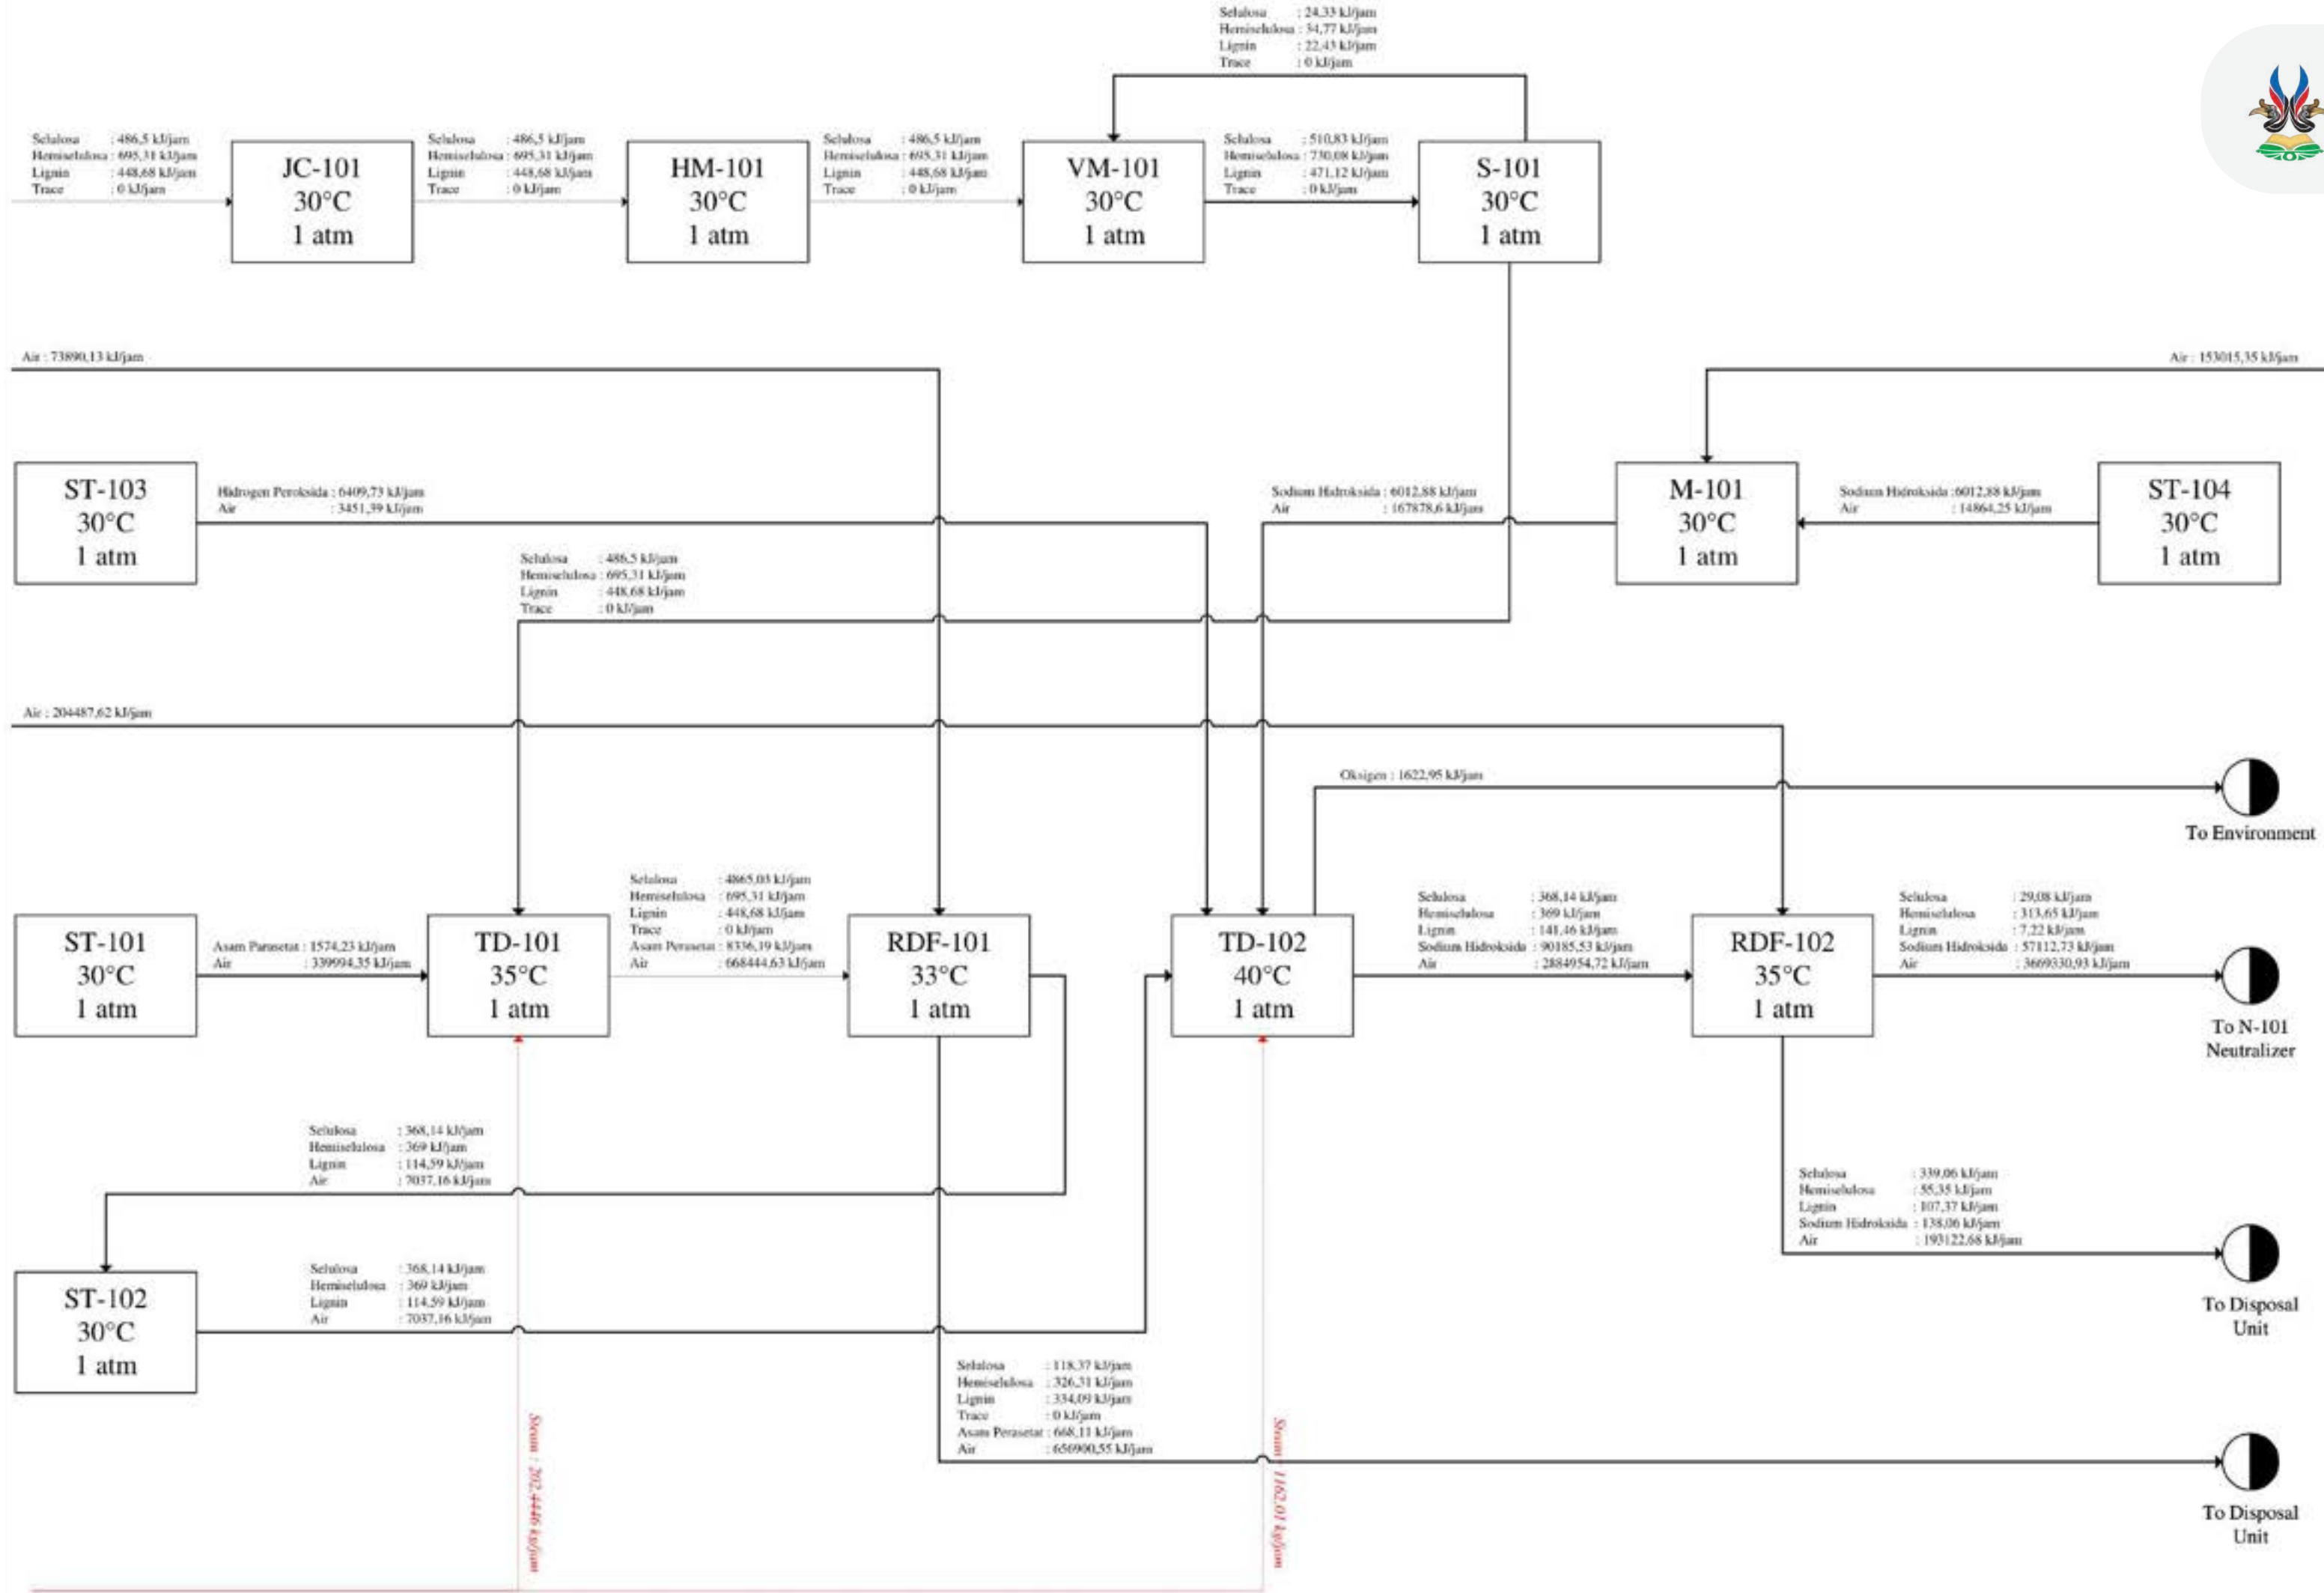 Selulosa : 24,33 kJ/jam
Hemiselulosa : 34,77 kJ/jam
Lignin : 22,43 kJ/jam
Trace : 0 kJ/jam
Selulosa : 486,5 kJ/jam
Hemiselulosa : 695,31 kJ/jam
Lignin : 448,68 kJ/jam
Trace : 0 kJ/jam
JC-101
30°C
1 atm
Selulosa : 486,5 kJ/jam
Hemiselulosa : 695,31 kJ/jam
Lignin : 448,68 kJ/jam
Trace : 0 kJ/jam
HM-101
30°C
1 atm
Selulosa : 486,5 kJ/jam
Hemiselulosa : 695,31 kJ/jam
Lignin : 448,68 kJ/jam
Trace : 0 kJ/jam
VM-101
30°C
1 atm
Selulosa : 510,83 kJ/jam
Hemiselulosa : 730,08 kJ/jam
Lignin : 471,12 kJ/jam
Trace : 0 kJ/jam
S-101
30°C
1 atm
Air : 73890,13 kJ/jam
Air : 153015,35 kJ/jam
ST-103
30°C
1 atm
Hidrogen Peroksida : 6409,73 kJ/jam
Air : 3451,39 kJ/jam
Sodium Hidroksida : 6012,88 kJ/jam
Air : 167878,6 kJ/jam
M-101
30°C
1 atm
Sodium Hidroksida :6012,88 kJ/jam
Air : 14864,25 kJ/jam
ST-104
30°C
1 atm
Selulosa : 486,5 kJ/jam
Hemiselulosa : 695,31 kJ/jam
Lignin : 448,68 kJ/jam
Trace : 0 kJ/jam
Air : 204487,62 kJ/jam
Oksigen : 1622,95 kJ/jam
To Environment
ST-101
30°C
1 atm
Asam Parasetat : 1574,23 kJ/jam
Air : 339994,35 kJ/jam
TD-101
35°C
1 atm
Selulosa : 4865,03 kJ/jam
Hemiselulosa : 695,31 kJ/jam
Lignin : 448,68 kJ/jam
Trace : 0 kJ/jam
Asam Perasetat : 8336,19 kJ/jam
Air : 668444,63 kJ/jam
RDF-101
33°C
1 atm
TD-102
40°C
1 atm
Selulosa : 368,14 kJ/jam
Hemiselulosa : 369 kJ/jam
Lignin : 141,46 kJ/jam
Sodium Hidroksida : 90185,53 kJ/jam
Air : 2884954,72 kJ/jam
RDF-102
35°C
1 atm
Selulosa : 29,08 kJ/jam
Hemiselulosa : 313,65 kJ/jam
Lignin : 7,22 kJ/jam
Sodium Hidroksida : 57112,73 kJ/jam
Air : 3669330,93 kJ/jam
To N-101
Neutralizer
Selulosa : 368,14 kJ/jam
Hemiselulosa : 369 kJ/jam
Lignin : 114,59 kJ/jam
Air : 7037,16 kJ/jam
Selulosa : 339,06 kJ/jam
Hemiselulosa : 55,35 kJ/jam
Lignin : 107,37 kJ/jam
Sodium Hidroksida : 138,06 kJ/jam
Air : 193122,68 kJ/jam
To Disposal
Unit
ST-102
30°C
1 atm
Selulosa : 368,14 kJ/jam
Hemiselulosa : 369 kJ/jam
Lignin : 114,59 kJ/jam
Air : 7037,16 kJ/jam
Selulosa : 118,37 kJ/jam
Hemiselulosa : 326,31 kJ/jam
Lignin : 334,09 kJ/jam
Trace : 0 kJ/jam
Asam Perasetat : 668,11 kJ/jam
Air : 656900,55 kJ/jam
To Disposal
Unit
Steam : 202,4446 kg/jam
Steam : 1162,01 kg/jam